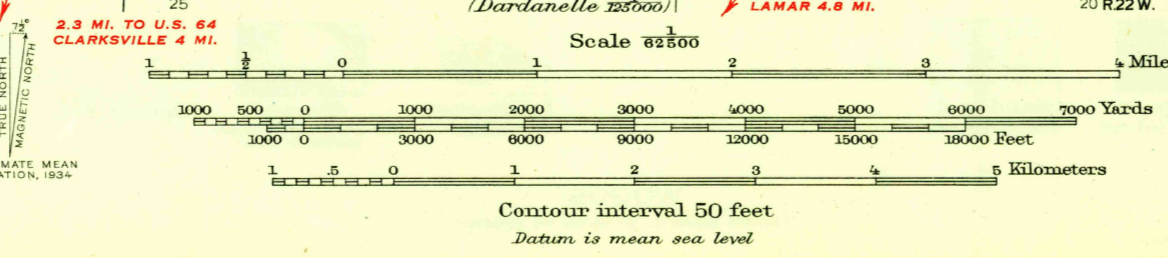 25
(Dardanelle 1/125000)
LAMAR 4.8 MI.
20 R.22 W.
7½°
2.3 MI. TO U.S. 64
CLARKSVILLE 4 MI.
TRUE NORTH
MAGNETIC NORTH
Scale 1/62500
1 ½ 0 1 2 3 4 Mile
1000 500 0 1000 2000 3000 4000 5000 6000 7000 Yards
1000 0 3000 6000 9000 12000 15000 18000 Feet
MATE MEAN
ATION, 1934
1 .5 0 1 2 3 4 5 Kilometers
Contour interval 50 feet
Datum is mean sea level